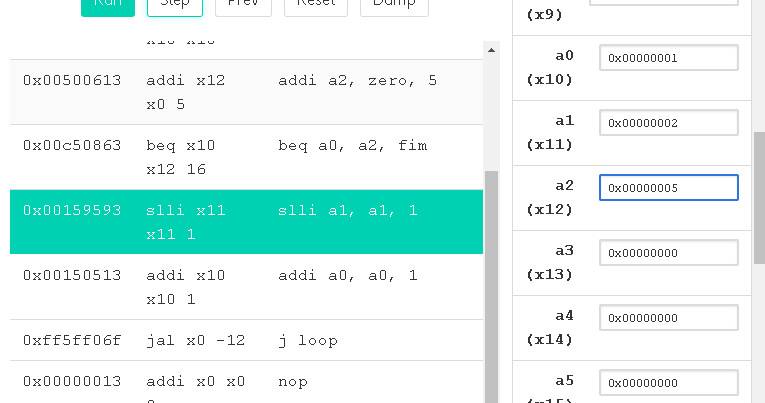 Run Step Prev Reset Dump
x10 x10
0x00500613 addi x12 x0 5 addi a2, zero, 5
0x00c50863 beq x10 x12 16 beq a0, a2, fim
0x00159593 slli x11 x11 1 slli a1, a1, 1
0x00150513 addi x10 x10 1 addi a0, a0, 1
0xff5ff06f jal x0 -12 j loop
0x00000013 addi x0 x0 nop
(x9)
a0 (x10) 0x00000001
a1 (x11) 0x00000002
a2 (x12) 0x00000005
a3 (x13) 0x00000000
a4 (x14) 0x00000000
a5 (x15) 0x00000000